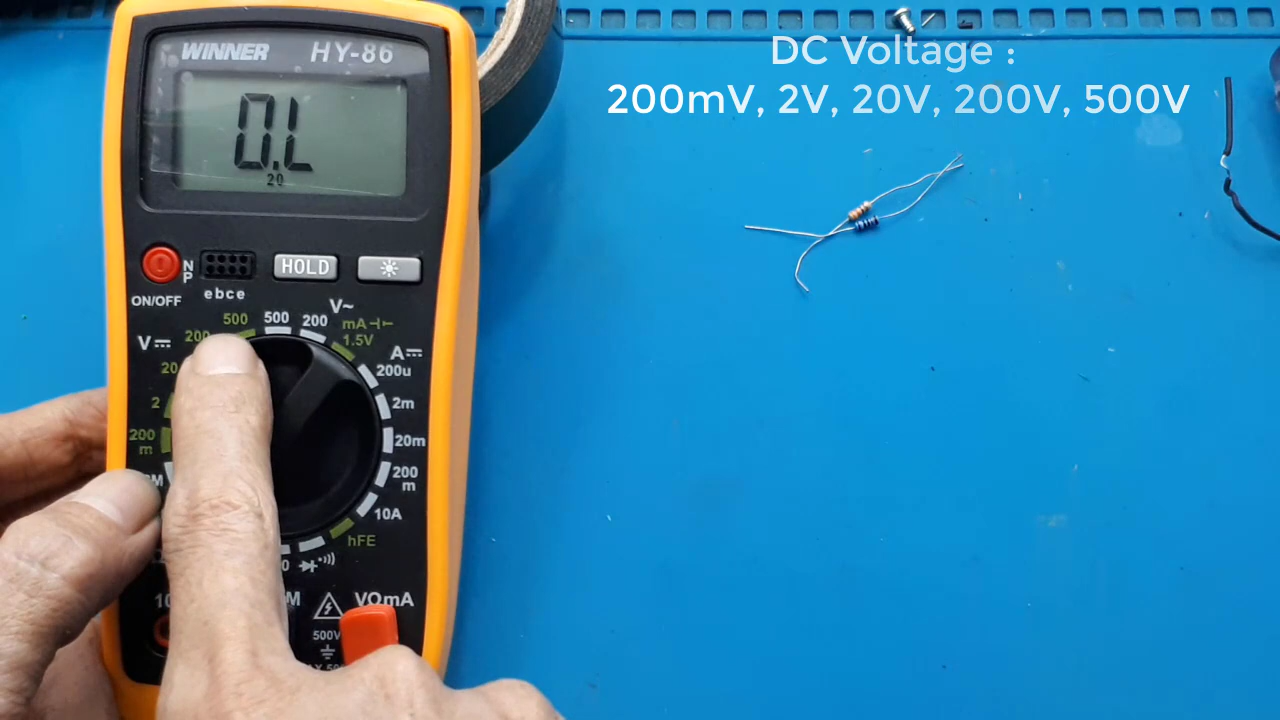 DC Voltage :
200mV, 2V, 20V, 200V, 500V
WINNER HY-86
0.L
20
HOLD
N
P
ON/OFF
ebce
V~
500 500 200
mA
1.5V
200
V
A
20
200u
2
2m
200
m
20m
200
m
10A
hFE
VΩmA
500V